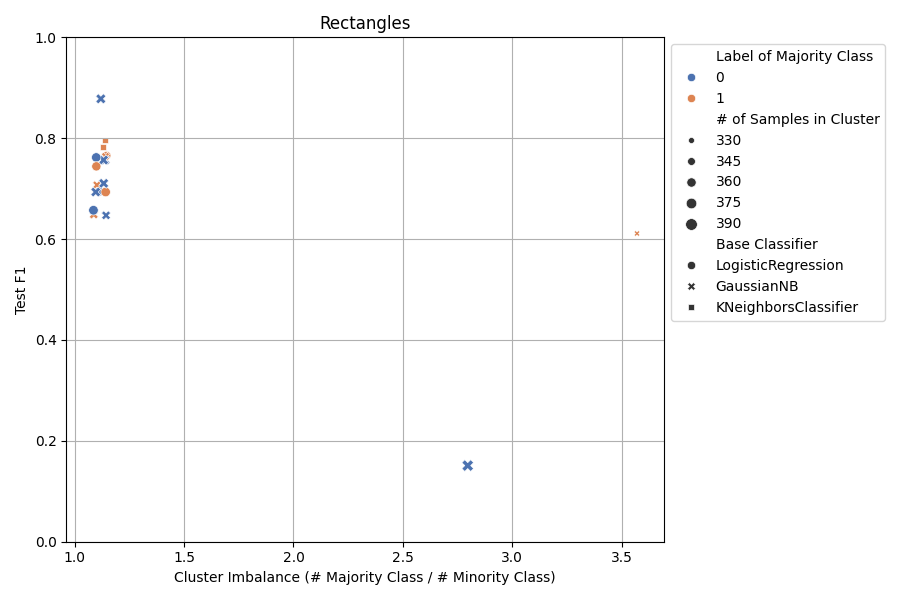 Rectangles
1.0
0.8
0.6
0.4
0.2
0.0
Test F1
1.0 1.5 2.0 2.5 3.0 3.5
Cluster Imbalance (# Majority Class / # Minority Class)
Label of Majority Class
0
1
# of Samples in Cluster
330
345
360
375
390
Base Classifier
LogisticRegression
GaussianNB
KNeighborsClassifier